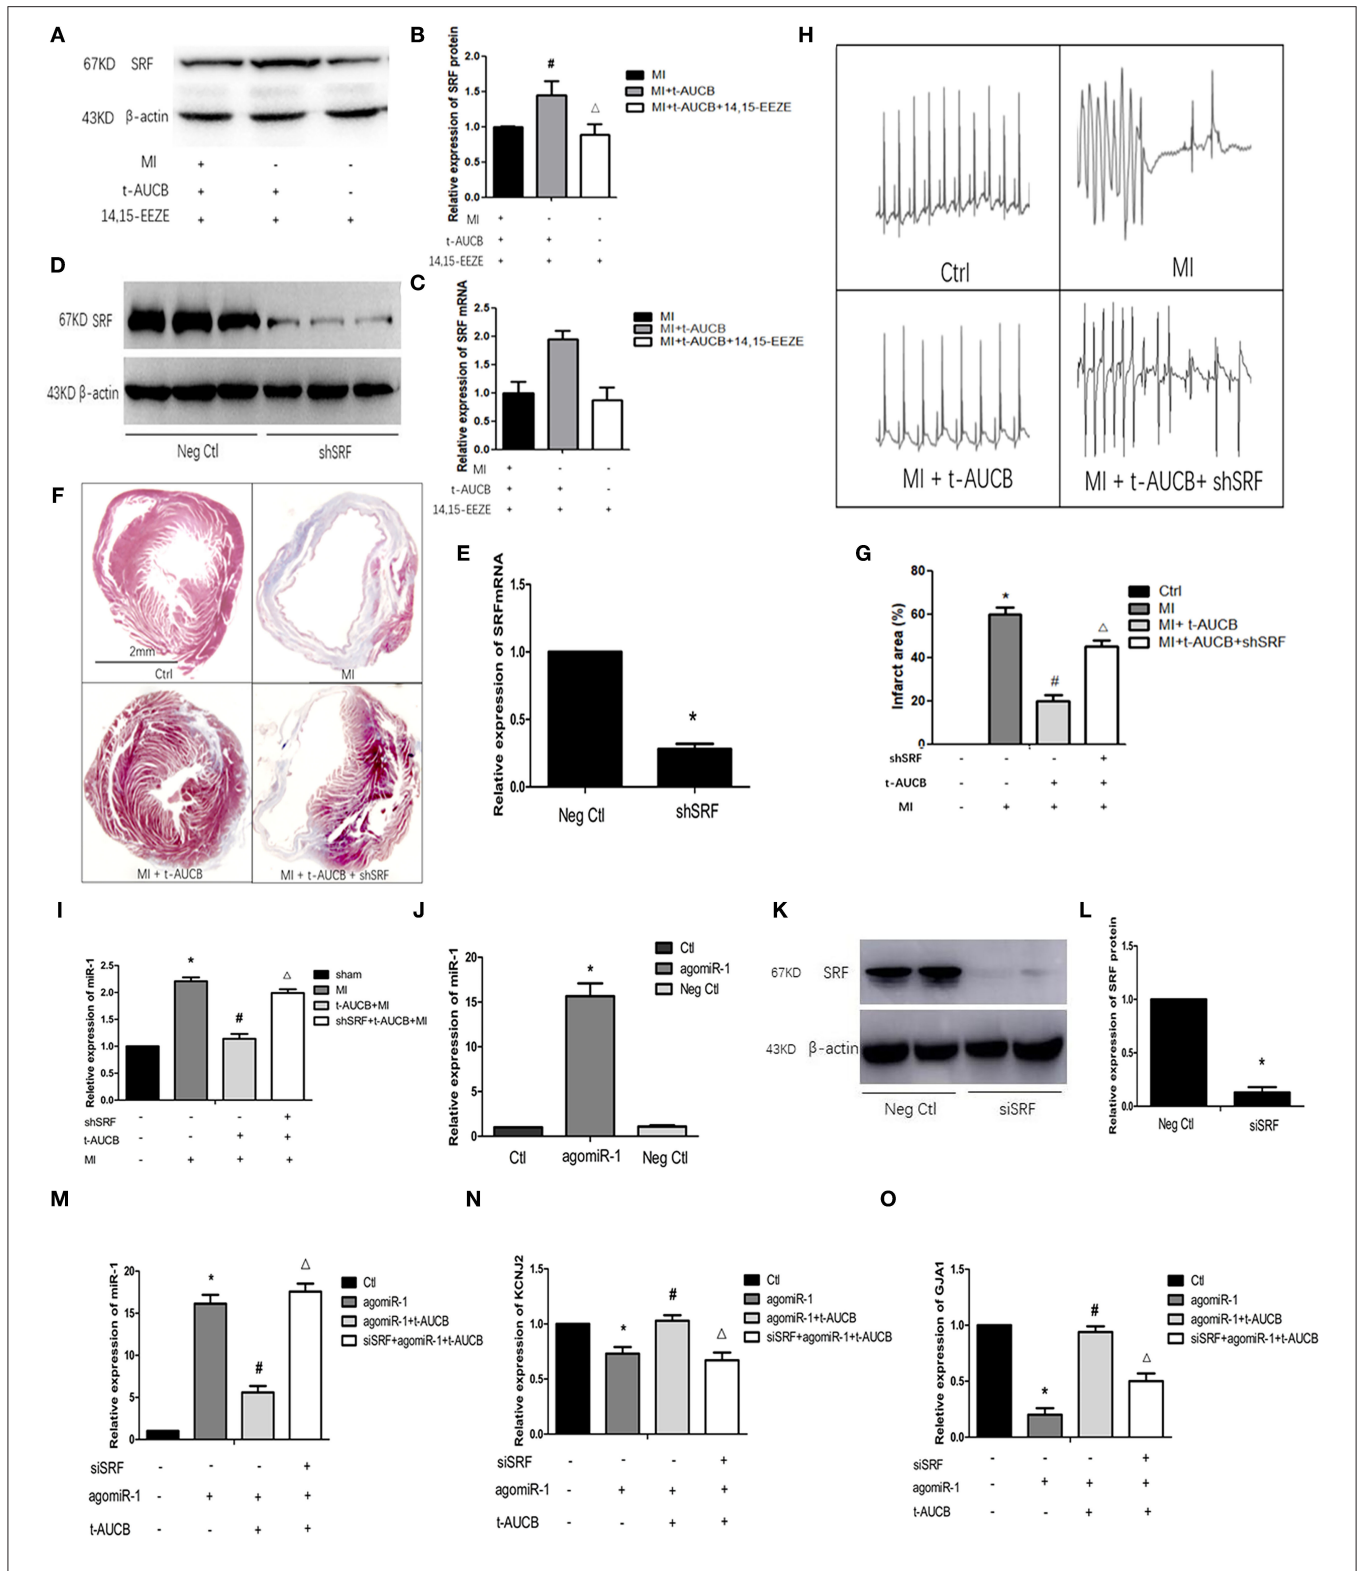 A
67KD SRF
43KD β-actin
MI + - -
t-AUCB + + -
14,15-EEZE + + +
B
Relative expression of SRF protein
2.0
1.5
1.0
0.5
0.0
#
△
MI
MI+t-AUCB
MI+t-AUCB+14,15-EEZE
MI + - -
t-AUCB + + -
14,15-EEZE + + +
C
Relative expression of SRF mRNA
2.5
2.0
1.5
1.0
0.5
0.0
MI
MI+t-AUCB
MI+t-AUCB+14,15-EEZE
MI + - -
t-AUCB + + -
14,15-EEZE + + +
D
67KD SRF
43KD β-actin
Neg Ctl shSRF
E
Relative expression of SRFmRNA
1.5
1.0
0.5
0.0
*
Neg Ctl shSRF
F
2mm
Ctrl
MI
MI + t-AUCB
MI + t-AUCB + shSRF
H
Ctrl
MI
MI + t-AUCB
MI + t-AUCB+ shSRF
G
Infarct area (%)
80
60
40
20
0
*
#
△
Ctrl
MI
MI+ t-AUCB
MI+t-AUCB+shSRF
shSRF - - - +
t-AUCB - - + +
MI - + + +
I
Reletive expression of miR-1
2.5
2.0
1.5
1.0
0.5
0.0
*
#
△
sham
MI
t-AUCB+MI
shSRF+t-AUCB+MI
shSRF - - - +
t-AUCB - - + +
MI - + + +
J
Relative expression of miR-1
20
15
10
5
0
*
Ctl
agomiR-1
Neg Ctl
Ctl agomiR-1 Neg Ctl
K
67KD SRF
43KD β-actin
Neg Ctl siSRF
L
Relative expression of SRF protein
1.5
1.0
0.5
0.0
*
Neg Ctl siSRF
M
Relative expression of miR-1
20
15
10
5
0
*
#
△
Ctl
agomiR-1
agomiR-1+t-AUCB
siSRF+agomiR-1+t-AUCB
siSRF - - - +
agomiR-1 - + + +
t-AUCB - - + +
N
Relative expression of KCNJ2
1.5
1.0
0.5
0.0
*
#
△
Ctl
agomiR-1
agomiR-1+t-AUCB
siSRF+agomiR-1+t-AUCB
siSRF - - - +
agomiR-1 - + + +
t-AUCB - - + +
O
Relative expression of GJA1
1.5
1.0
0.5
0.0
*
#
△
Ctl
agomiR-1
agomiR-1+t-AUCB
siSRF+agomiR-1+t-AUCB
siSRF - - - +
agomiR-1 - + + +
t-AUCB - - + +